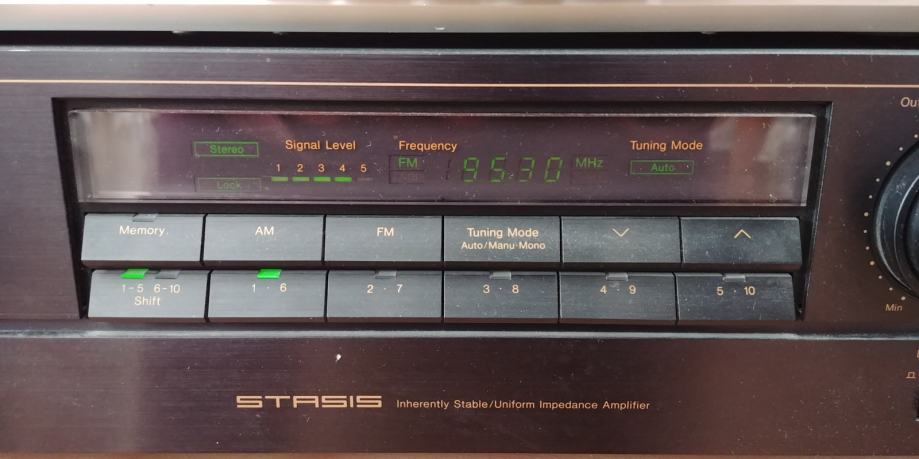 Stereo
Signal Level
1 2 3 4 5
Lock
Frequency
FM 95.30 MHz
Tuning Mode
Auto
Memory
AM
FM
Tuning Mode
Auto/Manu·Mono
1-5 6-10
Shift
1 · 6
2 · 7
3 · 8
4 · 9
5 · 10
Min
STASIS Inherently Stable/Uniform Impedance Amplifier